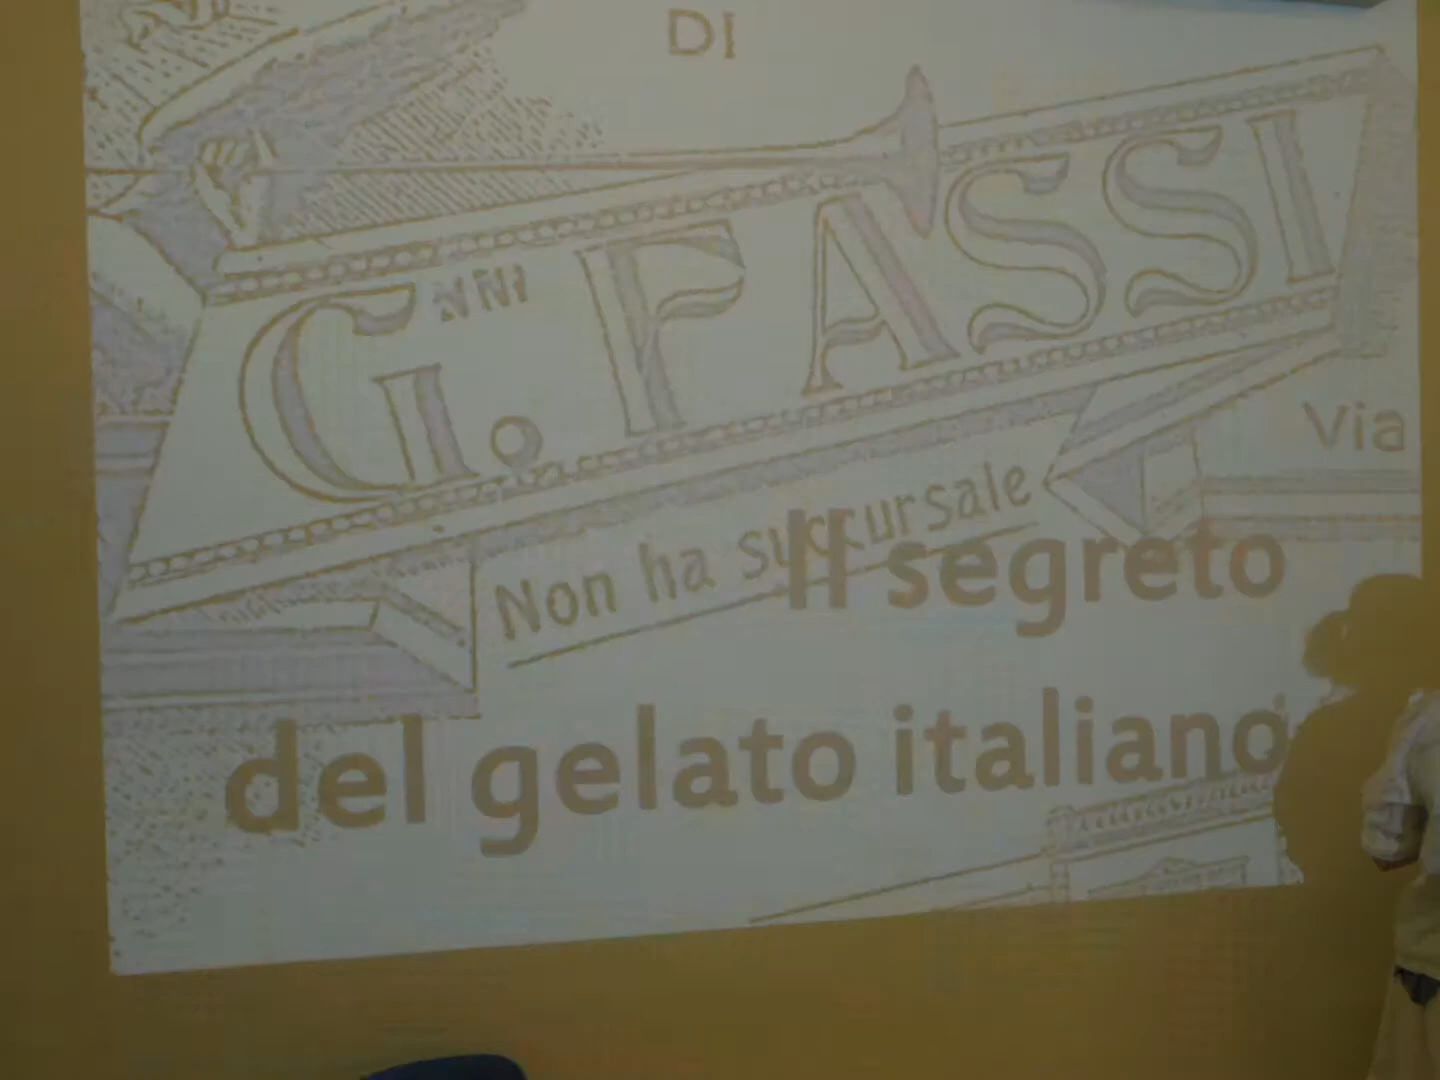 DI
G.NNI FASSI
Via
Non ha succursale
Il segreto
del gelato italiano